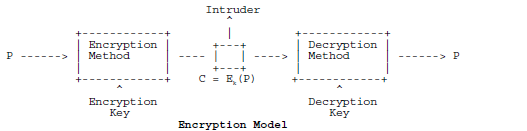 Intruder
Encryption Decryption
P Method Method P
C = Ek(P)
Encryption Decryption
Key Key
Encryption Model